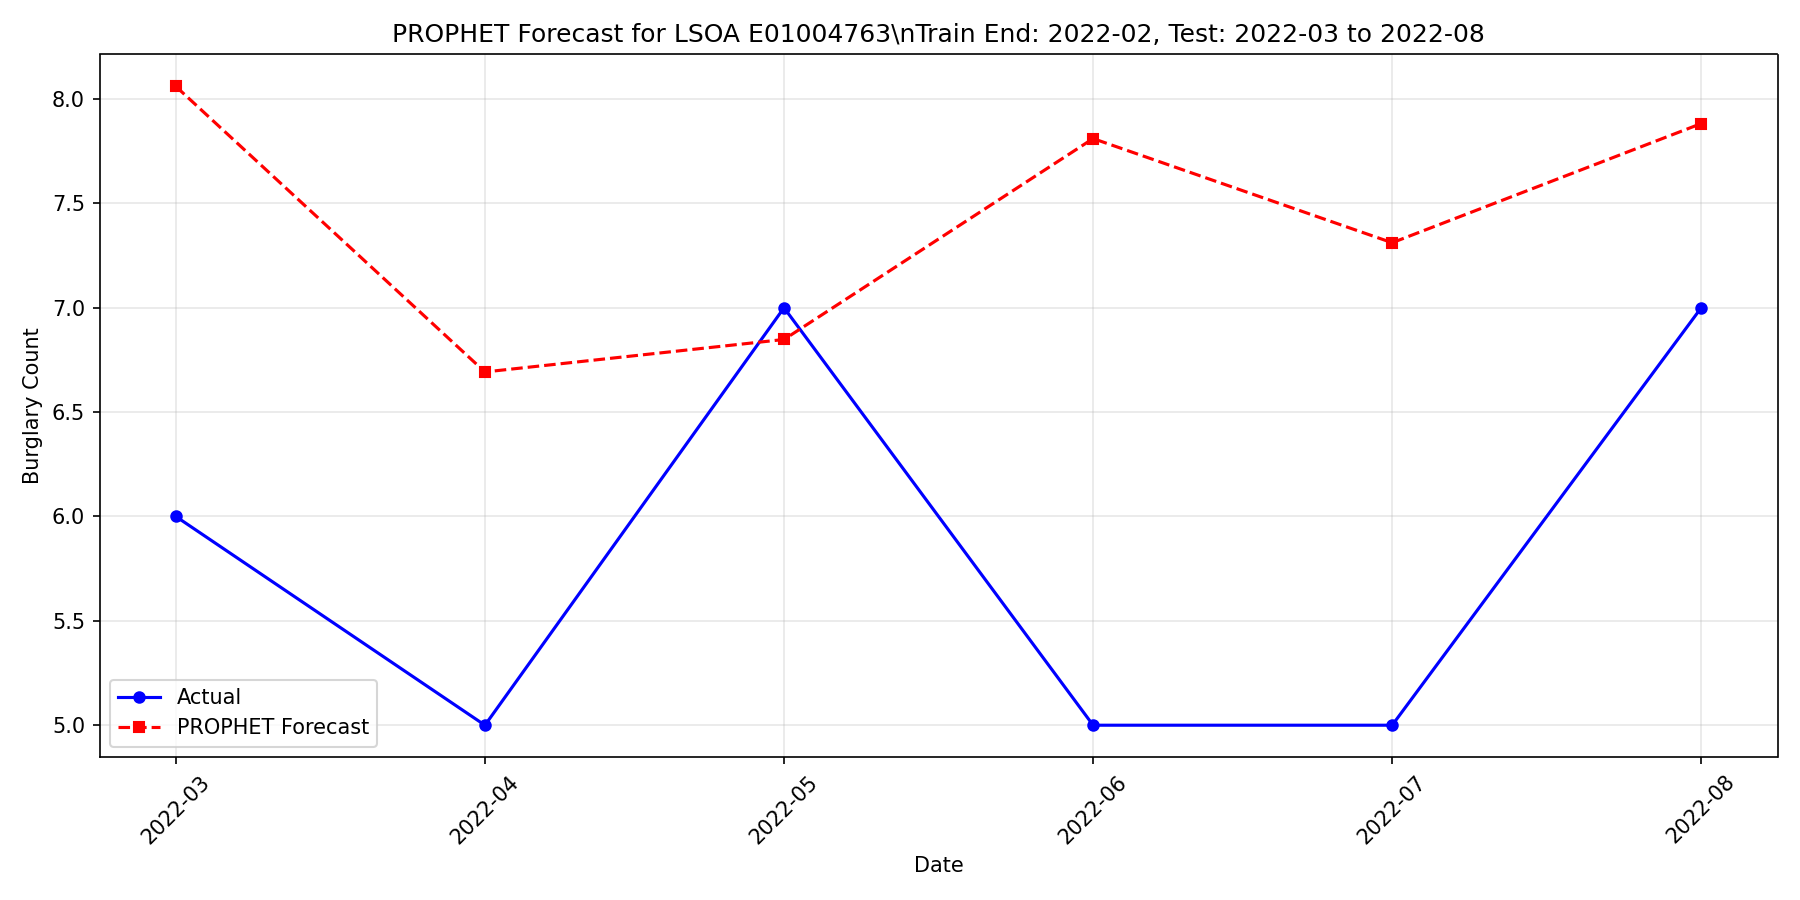 PROPHET Forecast for LSOA E01004763\nTrain End: 2022-02, Test: 2022-03 to 2022-08
Burglary Count
8.0
7.5
7.0
6.5
6.0
5.5
5.0
Actual
PROPHET Forecast
2022-03
2022-04
2022-05
2022-06
2022-07
2022-08
Date